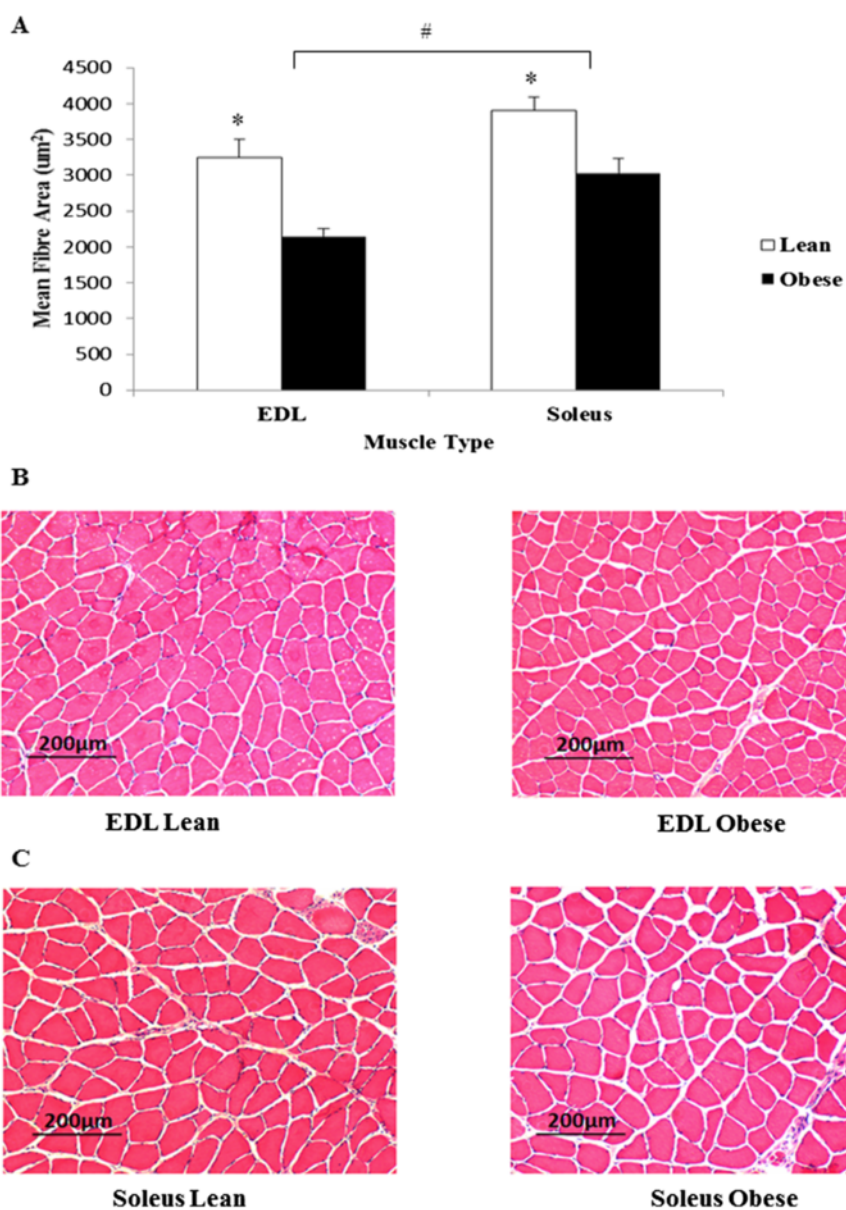 A
#
4500
4000
3500
3000
2500
2000
1500
1000
500
0
Mean Fibre Area (um²)
*
*
EDL
Soleus
Muscle Type
Lean
Obese
B
200µm
200µm
EDL Lean
EDL Obese
C
200µm
200µm
Soleus Lean
Soleus Obese